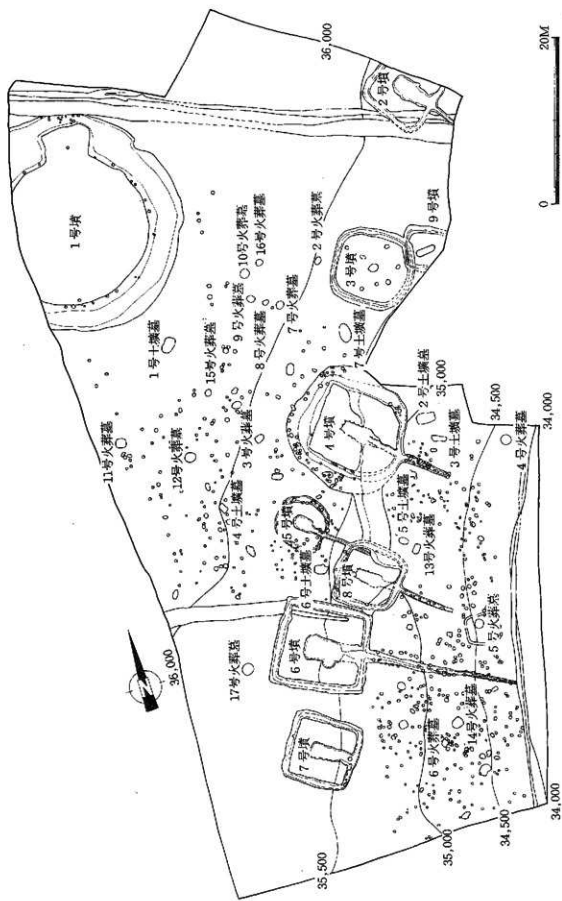 36,000
20M
0
2号墳
1号墳
10号火葬墓
16号火葬墓
2号火葬墓
9号墳
3号墳
9号火葬墓
8号火葬墓
7号火葬墓
15号火葬墓
1号土壙墓
7号土壙墓
11号火葬墓
12号火葬墓
3号火葬墓
4号墳
2号土壙墓
35,000
3号土壙墓
34,500
4号火葬墓
34,000
4号土壙墓
5号墳
5号土壙墓
13号火葬墓
6号土壙墓
8号墳
5号火葬墓
36,000
N
17号火葬墓
6号墳
7号墳
6号火葬墓
14号火葬墓
35,500
35,000
34,500
34,000